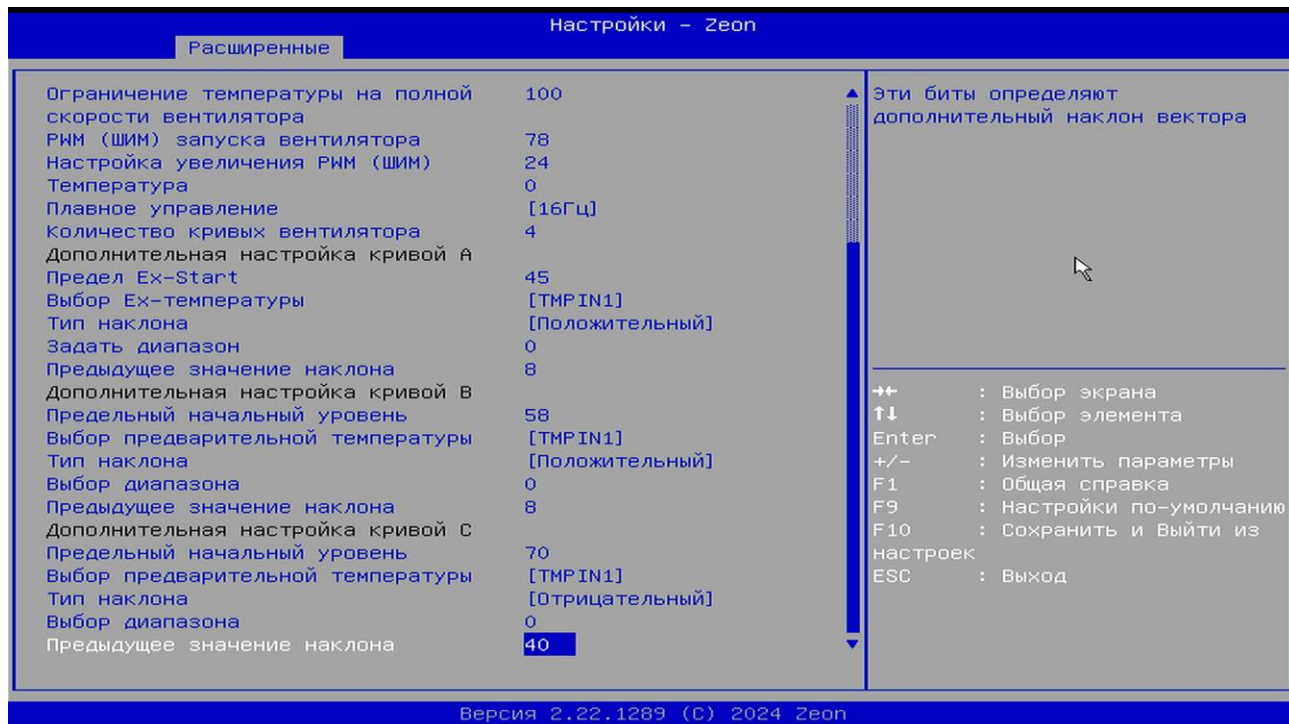 Настройки – Zeon
Расширенные
Ограничение температуры на полной 100
скорости вентилятора
PWM (ШИМ) запуска вентилятора 78
Настройка увеличения PWM (ШИМ) 24
Температура 0
Плавное управление [16Гц]
Количество кривых вентилятора 4
Дополнительная настройка кривой A
Предел Ex-Start 45
Выбор Ex-температуры [TMPIN1]
Тип наклона [Положительный]
Задать диапазон 0
Предыдущее значение наклона 8
Дополнительная настройка кривой B
Предельный начальный уровень 58
Выбор предварительной температуры [TMPIN1]
Тип наклона [Положительный]
Выбор диапазона 0
Предыдущее значение наклона 8
Дополнительная настройка кривой C
Предельный начальный уровень 70
Выбор предварительной температуры [TMPIN1]
Тип наклона [Отрицательный]
Выбор диапазона 0
Предыдущее значение наклона 40
Эти биты определяют
дополнительный наклон вектора
→← : Выбор экрана
↑↓ : Выбор элемента
Enter : Выбор
+/- : Изменить параметры
F1 : Общая справка
F9 : Настройки по-умолчанию
F10 : Сохранить и Выйти из
настроек
ESC : Выход
Версия 2.22.1289 (C) 2024 Zeon